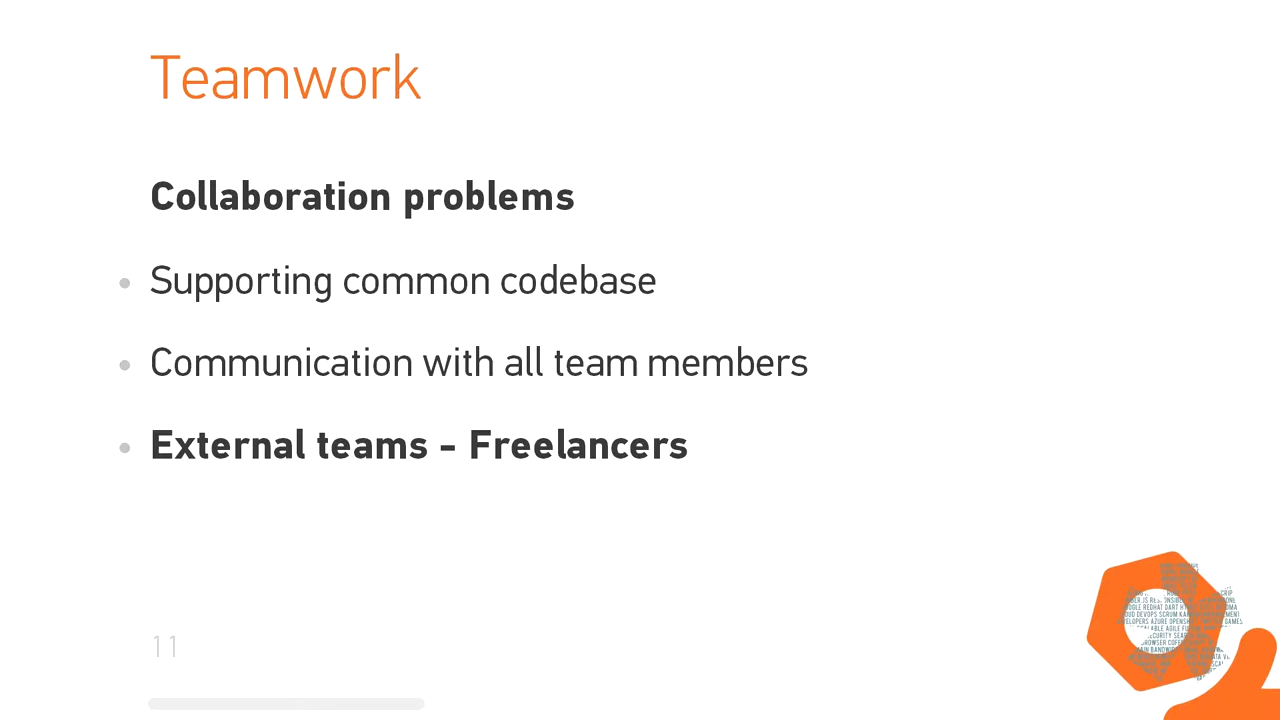 Teamwork
Collaboration problems
Supporting common codebase
Communication with all team members
External teams - Freelancers
11